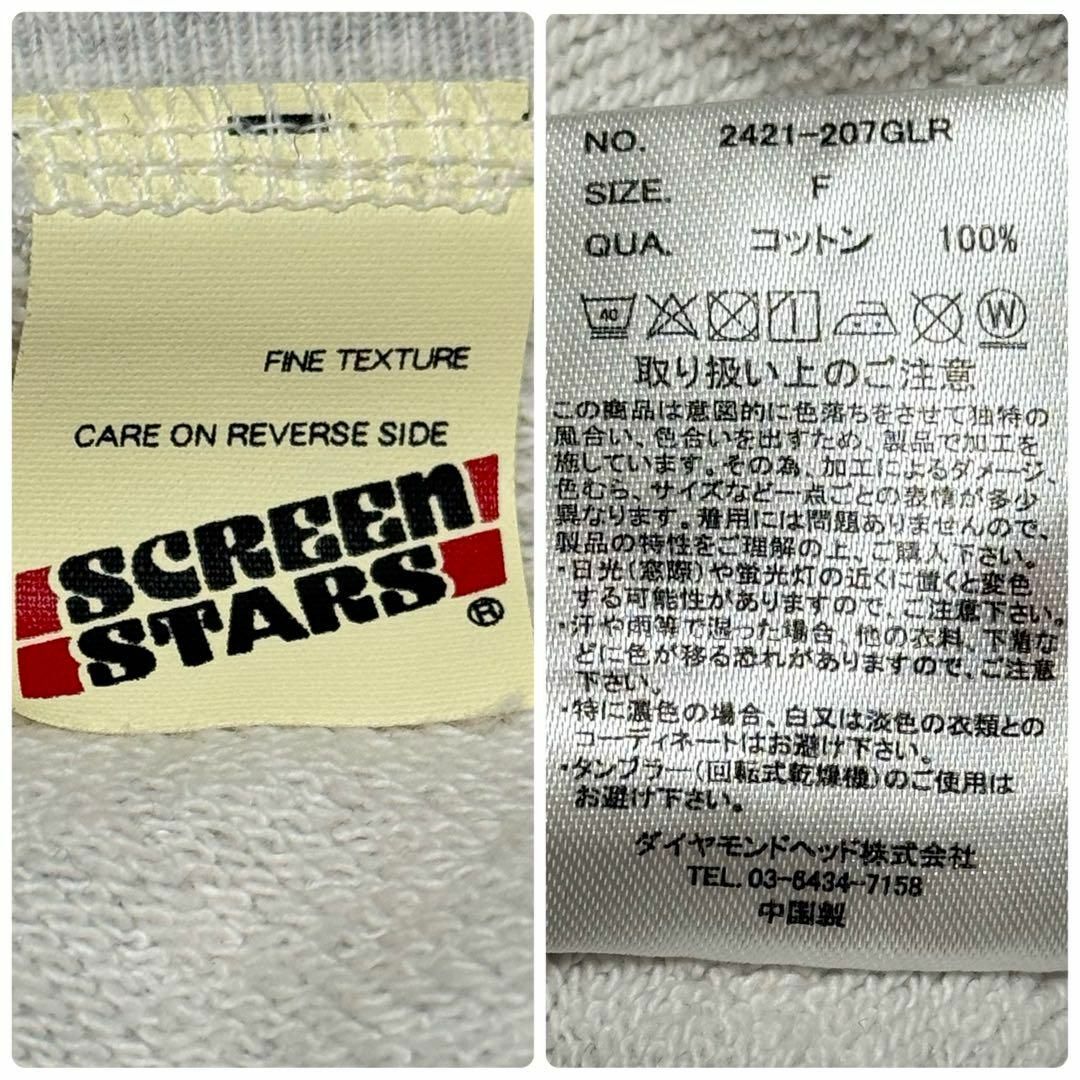 FINE TEXTURE
CARE ON REVERSE SIDE
SCREEN
STARS®
NO. 2421-207GLR
SIZE. F
QUA. コットン 100%
40
W
取り扱い上のご注意
この商品は意図的に色落ちをさせて独特の
風合い、色合いを出すため、製品で加工を
施しています。その為、加工によるダメージ、
色むら、サイズなど一点ごとの表情が多少
異なります。着用には問題ありませんので、
製品の特性をご理解の上、ご購入下さい。
・日光(窓際)や蛍光灯の近くに置くと変色
する可能性がありますので、ご注意下さい。
・汗や雨等で湿った場合、他の衣料、下着な
どに色が移る恐れがありますので、ご注意
下さい。
・特に濃色の場合、白又は淡色の衣類との
コーディネートはお避け下さい。
・タンブラー(回転式乾燥機)のご使用は
お避け下さい。
ダイヤモンドヘッド株式会社
TEL. 03-6434-7158
中国製